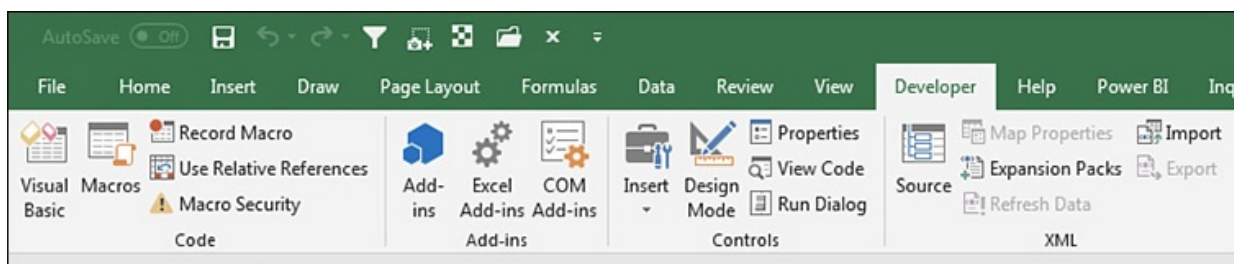 AutoSave Off
File Home Insert Draw Page Layout Formulas Data Review View Developer Help Power BI Inq
Visual Basic
Macros
Record Macro
Use Relative References
Macro Security
Code
Add-ins
Excel Add-ins
COM Add-ins
Add-ins
Insert
Design Mode
Properties
View Code
Run Dialog
Controls
Source
Map Properties
Expansion Packs
Refresh Data
Import
Export
XML